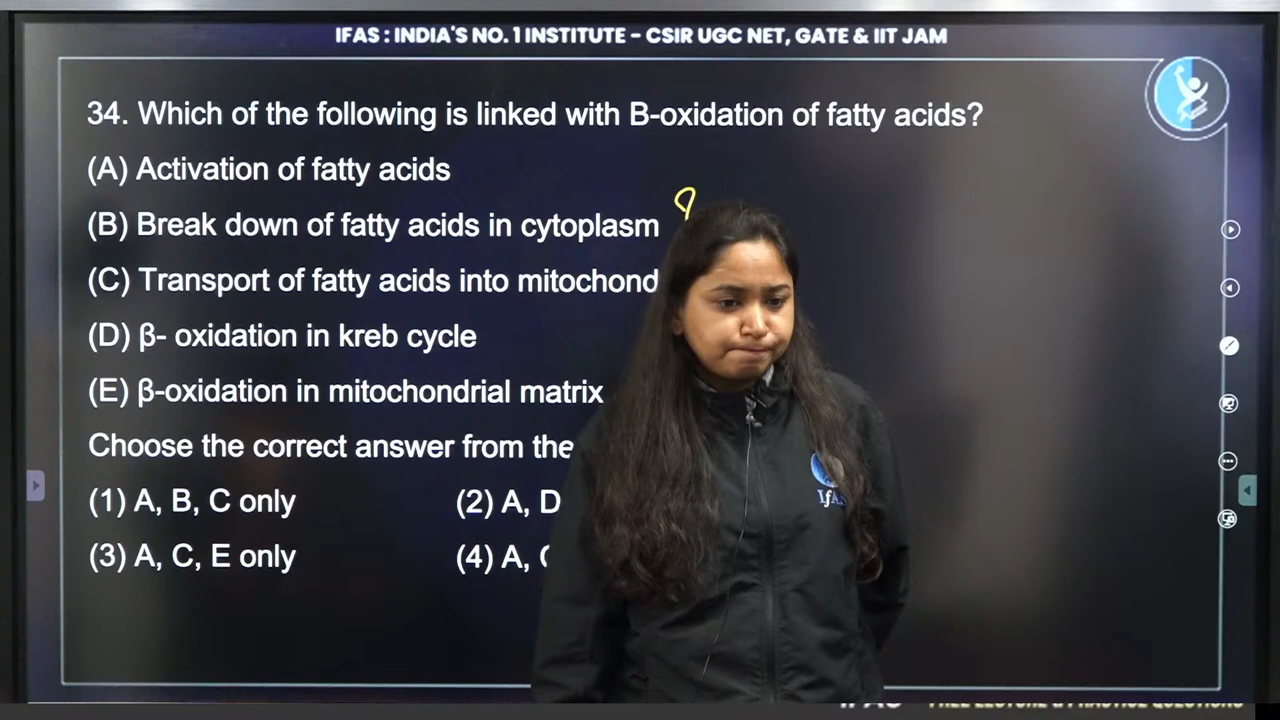 IFAS : INDIA'S NO. 1 INSTITUTE – CSIR UGC NET, GATE & IIT JAM
34. Which of the following is linked with B-oxidation of fatty acids?
(A) Activation of fatty acids
(B) Break down of fatty acids in cytoplasm
(C) Transport of fatty acids into mitochond
(D) β- oxidation in kreb cycle
(E) β-oxidation in mitochondrial matrix
Choose the correct answer from the
(1) A, B, C only (2) A, D
(3) A, C, E only (4) A,